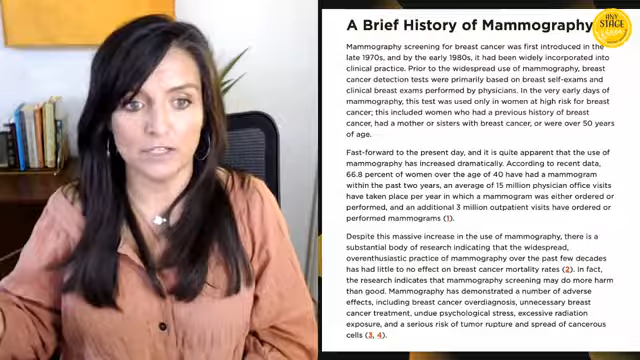 A Brief History of Mammography
ANY
STAGE
Mammography screening for breast cancer was first introduced in the
late 1970s, and by the early 1980s, it had been widely incorporated into
clinical practice. Prior to the widespread use of mammography, breast
cancer detection tests were primarily based on breast self-exams and
clinical breast exams performed by physicians. In the very early days of
mammography, this test was used only in women at high risk for breast
cancer; this included women who had a previous history of breast
cancer, had a mother or sisters with breast cancer, or were over 50 years
of age.
Fast-forward to the present day, and it is quite apparent that the use of
mammography has increased dramatically. According to recent data,
66.8 percent of women over the age of 40 have had a mammogram
within the past two years, an average of 15 million physician office visits
have taken place per year in which a mammogram was either ordered or
performed, and an additional 3 million outpatient visits have ordered or
performed mammograms (1).
Despite this massive increase in the use of mammography, there is a
substantial body of research indicating that the widespread,
overenthusiastic practice of mammography over the past few decades
has had little to no effect on breast cancer mortality rates (2). In fact,
the research indicates that mammography screening may do more harm
than good. Mammography has demonstrated a number of adverse
effects, including breast cancer overdiagnosis, unnecessary breast
cancer treatment, undue psychological stress, excessive radiation
exposure, and a serious risk of tumor rupture and spread of cancerous
cells (3, 4).